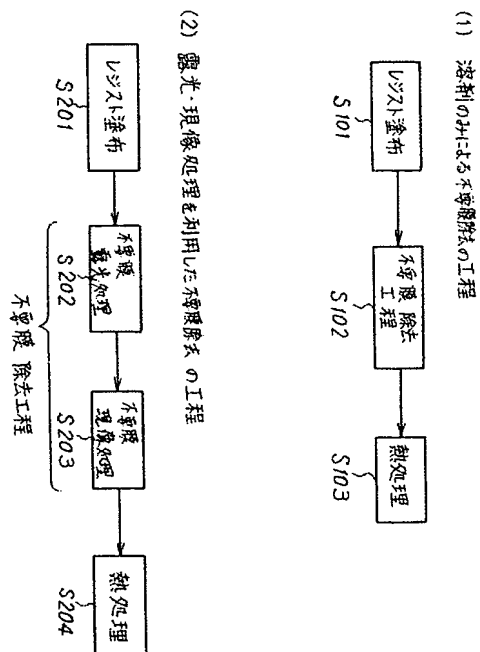 (1) 溶剤のみによる不要膜除去の工程
レジスト塗布
S101
不要膜除去
工程
S102
熱処理
S103
(2) 露光・現像処理を利用した不要膜除去の工程
レジスト塗布
S201
不要膜
露光処理
S202
不要膜
現像処理
S203
不要膜除去工程
熱処理
S204